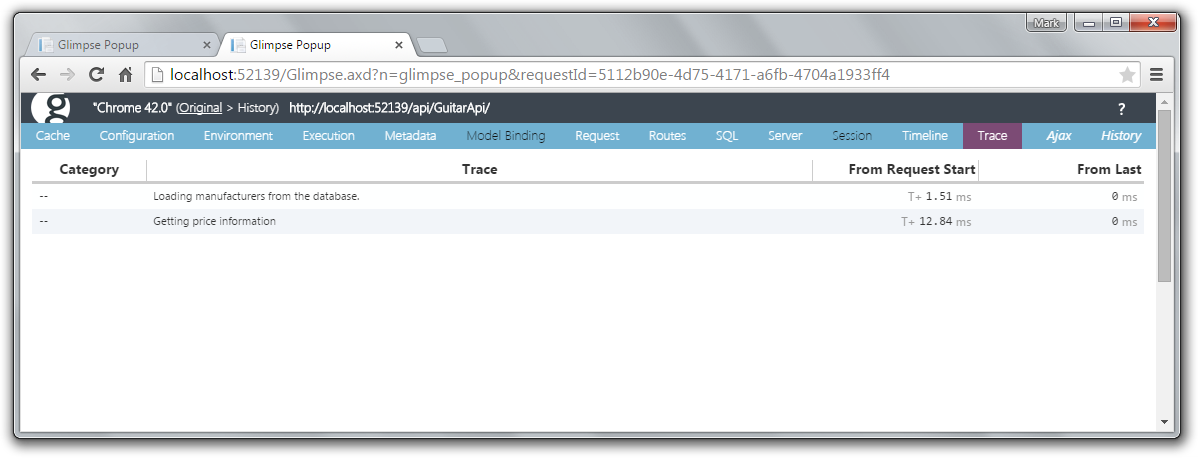 Mark
Glimpse Popup Glimpse Popup
localhost:52139/Glimpse.axd?n=glimpse_popup&requestId=5112b90e-4d75-4171-a6fb-4704a1933ff4
g "Chrome 42.0" (Original > History) http://localhost:52139/api/GuitarApi/ ?
Cache Configuration Environment Execution Metadata Model Binding Request Routes SQL Server Session Timeline Trace Ajax History
Category Trace From Request Start From Last
-- Loading manufacturers from the database. T+ 1.51 ms 0 ms
-- Getting price information T+ 12.84 ms 0 ms